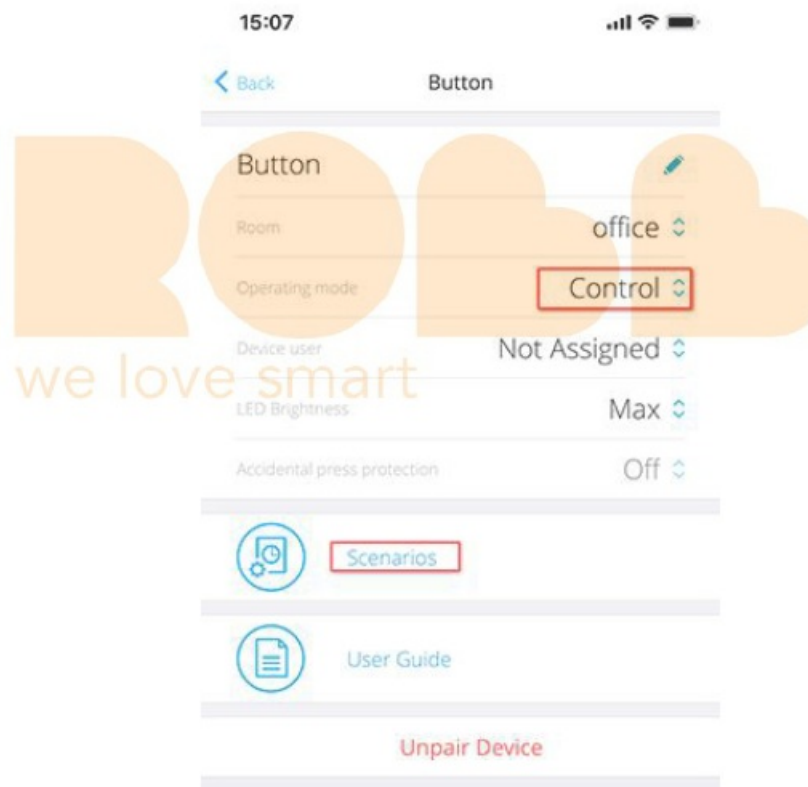 15:07
Back Button
Button
Room office
Operating mode Control
Device user Not Assigned
LED Brightness Max
Accidental press protection Off
Scenarios
User Guide
Unpair Device
ROBB
we love smart